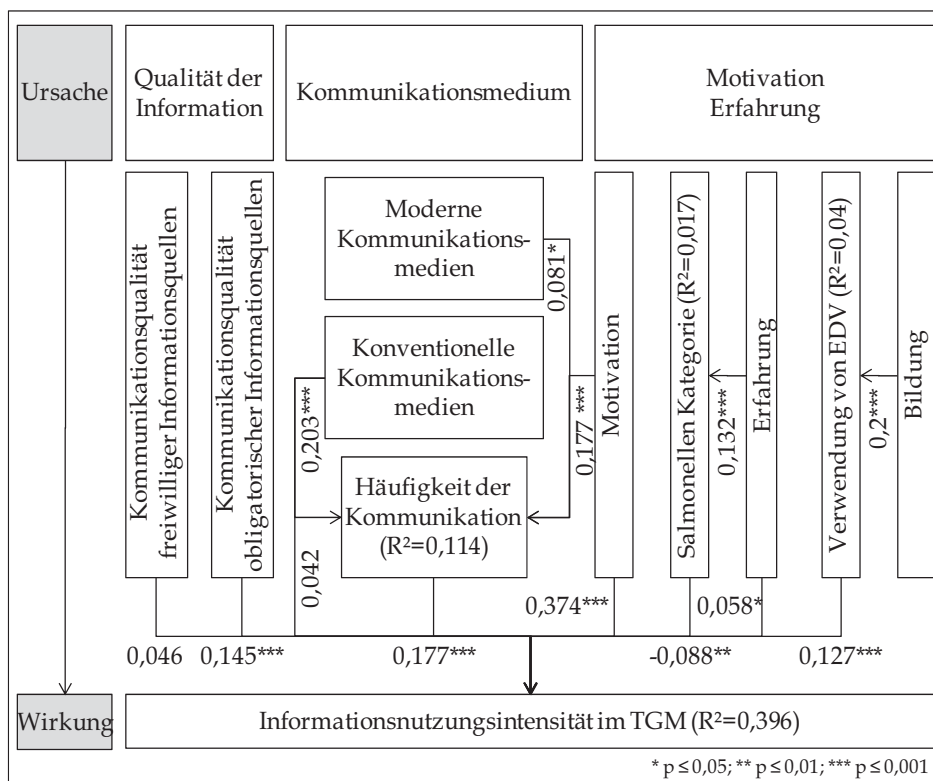 Ursache
Qualität der
Information
Kommunikationsmedium
Motivation
Erfahrung
Kommunikationsqualität
freiwilliger Informationsquellen
Kommunikationsqualität
obligatorischer Informationsquellen
Moderne
Kommunikations-
medien
0,081*
Konventionelle
Kommunikations-
medien
0,203***
Häufigkeit der
Kommunikation
(R²=0,114)
0,042
0,177 ***
Motivation
Salmonellen Kategorie (R²=0,017)
0,132***
Erfahrung
Verwendung von EDV (R²=0,04)
0,2***
Bildung
0,374***
0,058*
0,046
0,145***
0,177***
-0,088**
0,127***
Wirkung
Informationsnutzungsintensität im TGM (R²=0,396)
* p ≤ 0,05; ** p ≤ 0,01; *** p ≤ 0,001